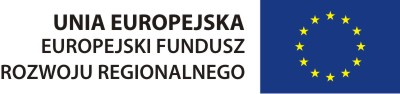 UNIA EUROPEJSKA
EUROPEJSKI FUNDUSZ
ROZWOJU REGIONALNEGO